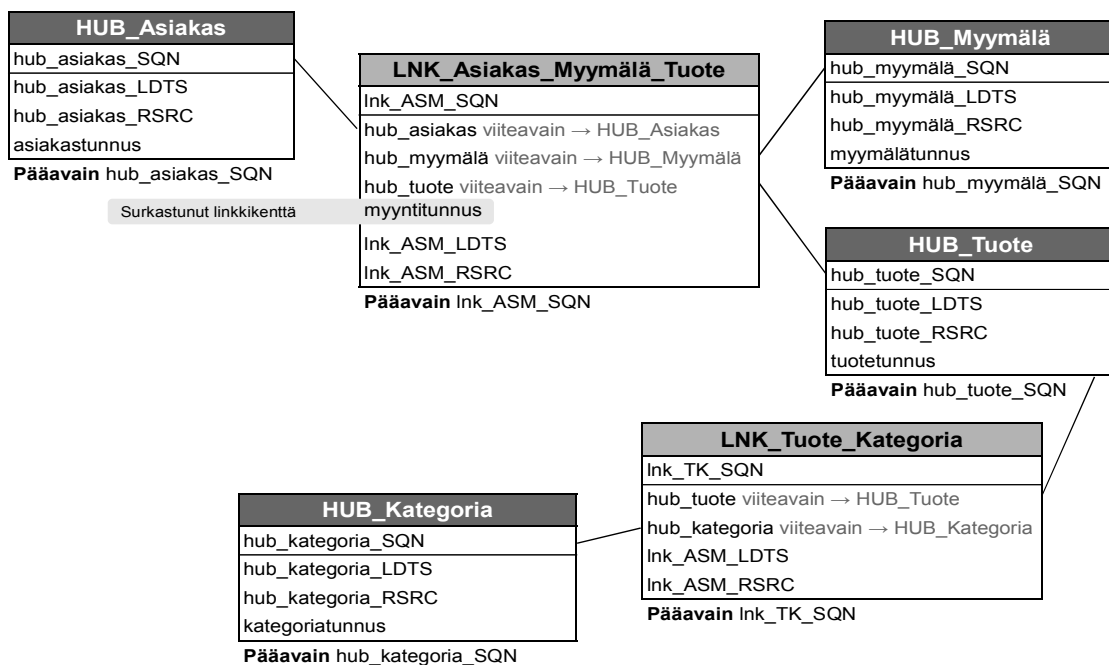 HUB_Asiakas
hub_asiakas_SQN
hub_asiakas_LDTS
hub_asiakas_RSRC
asiakastunnus
Pääavain hub_asiakas_SQN
LNK_Asiakas_Myymälä_Tuote
lnk_ASM_SQN
hub_asiakas viiteavain → HUB_Asiakas
hub_myymälä viiteavain → HUB_Myymälä
hub_tuote viiteavain → HUB_Tuote
Surkastunut linkkikenttä myyntitunnus
lnk_ASM_LDTS
lnk_ASM_RSRC
Pääavain lnk_ASM_SQN
HUB_Myymälä
hub_myymälä_SQN
hub_myymälä_LDTS
hub_myymälä_RSRC
myymälätunnus
Pääavain hub_myymälä_SQN
HUB_Tuote
hub_tuote_SQN
hub_tuote_LDTS
hub_tuote_RSRC
tuotetunnus
Pääavain hub_tuote_SQN
LNK_Tuote_Kategoria
lnk_TK_SQN
hub_tuote viiteavain → HUB_Tuote
hub_kategoria viiteavain → HUB_Kategoria
lnk_ASM_LDTS
lnk_ASM_RSRC
Pääavain lnk_TK_SQN
HUB_Kategoria
hub_kategoria_SQN
hub_kategoria_LDTS
hub_kategoria_RSRC
kategoriatunnus
Pääavain hub_kategoria_SQN